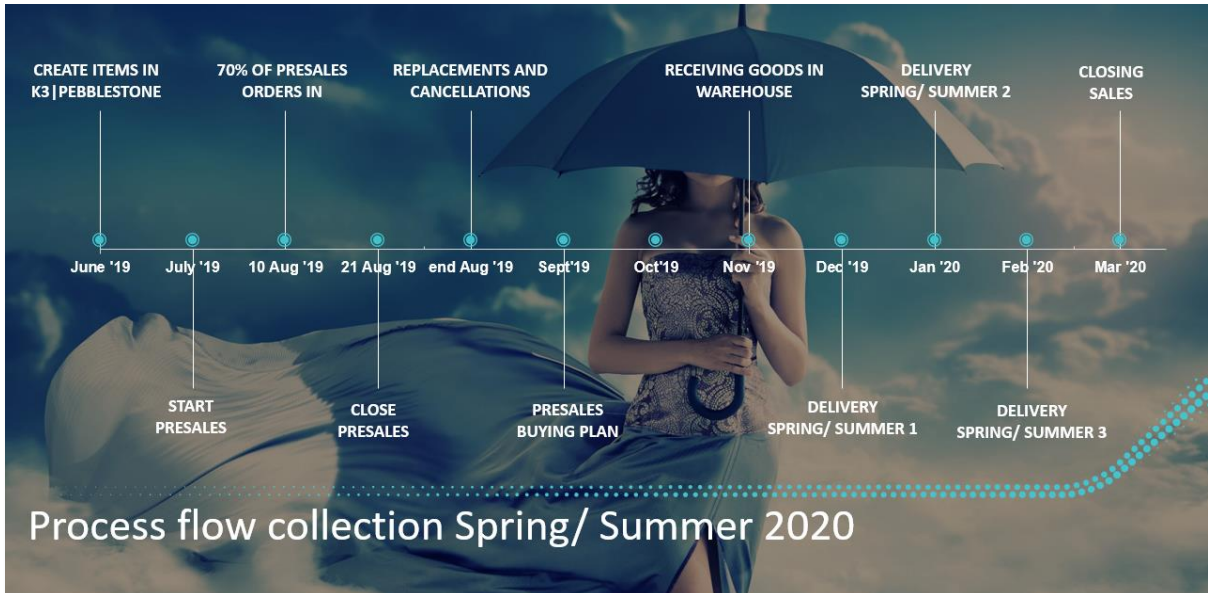 CREATE ITEMS IN
K3|PEBBLESTONE
70% OF PRESALES
ORDERS IN
REPLACEMENTS AND
CANCELLATIONS
RECEIVING GOODS IN
WAREHOUSE
DELIVERY
SPRING/ SUMMER 2
CLOSING
SALES
June '19
July '19
10 Aug '19
21 Aug '19
end Aug '19
Sept'19
Oct'19
Nov '19
Dec '19
Jan '20
Feb '20
Mar '20
START
PRESALES
CLOSE
PRESALES
PRESALES
BUYING PLAN
DELIVERY
SPRING/ SUMMER 1
DELIVERY
SPRING/ SUMMER 3
Process flow collection Spring/ Summer 2020